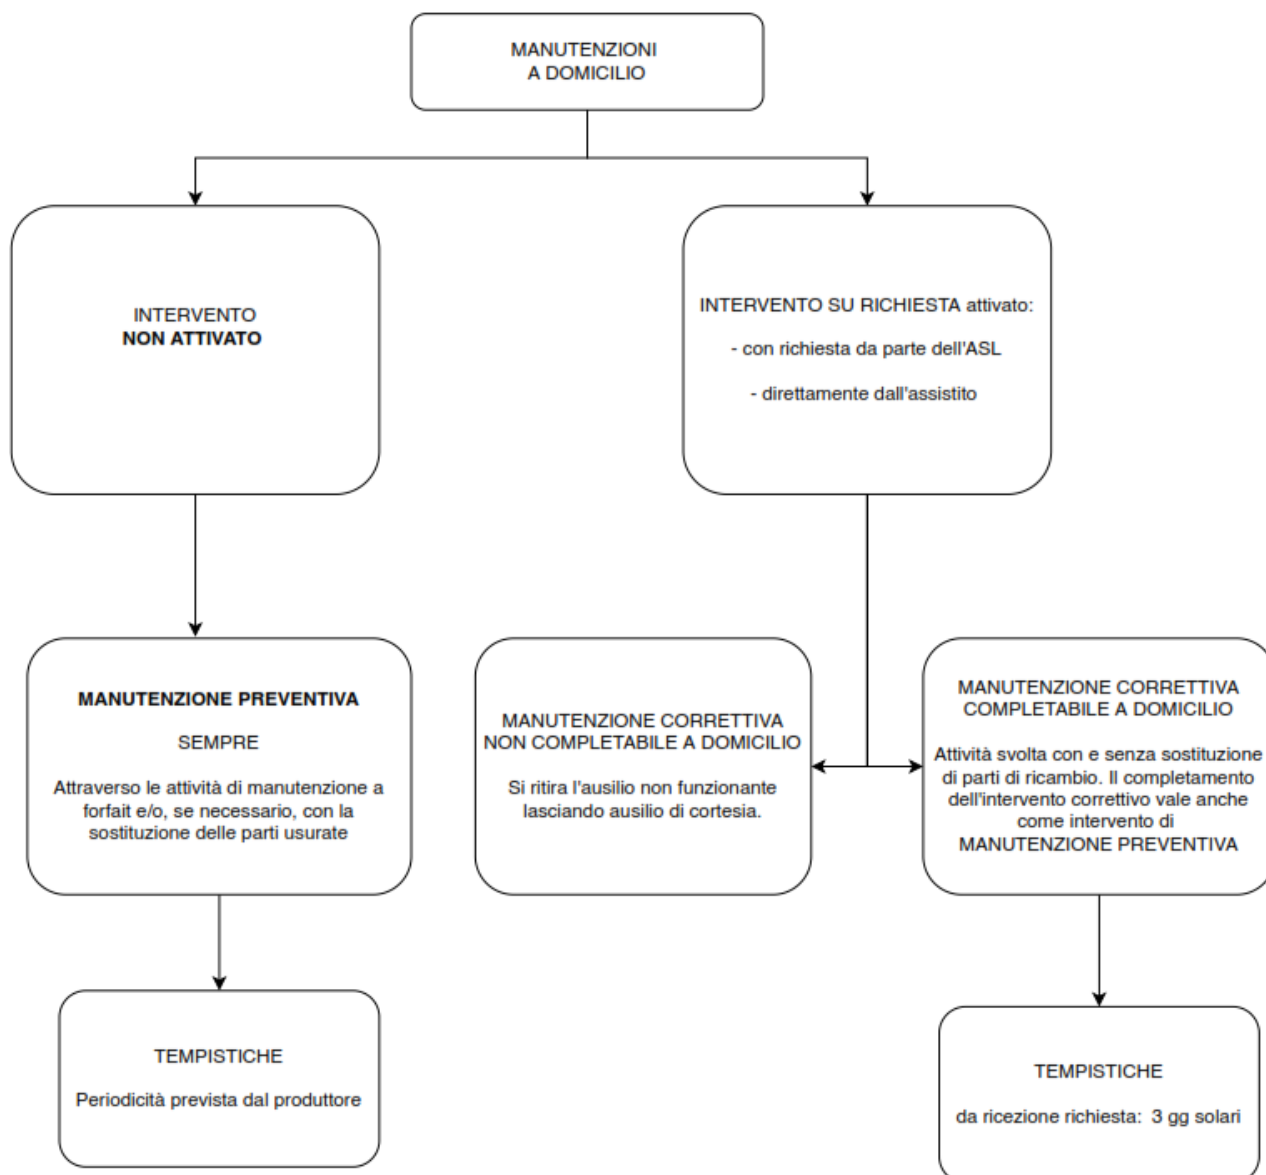 MANUTENZIONI
A DOMICILIO
INTERVENTO
NON ATTIVATO
INTERVENTO SU RICHIESTA attivato:
- con richiesta da parte dell'ASL
- direttamente dall'assistito
MANUTENZIONE PREVENTIVA
SEMPRE
Attraverso le attività di manutenzione a
forfait e/o, se necessario, con la
sostituzione delle parti usurate
MANUTENZIONE CORRETTIVA
NON COMPLETABILE A DOMICILIO
Si ritira l'ausilio non funzionante
lasciando ausilio di cortesia.
MANUTENZIONE CORRETTIVA
COMPLETABILE A DOMICILIO
Attività svolta con e senza sostituzione
di parti di ricambio. Il completamento
dell'intervento correttivo vale anche
come intervento di
MANUTENZIONE PREVENTIVA
TEMPISTICHE
Periodicità prevista dal produttore
TEMPISTICHE
da ricezione richiesta: 3 gg solari